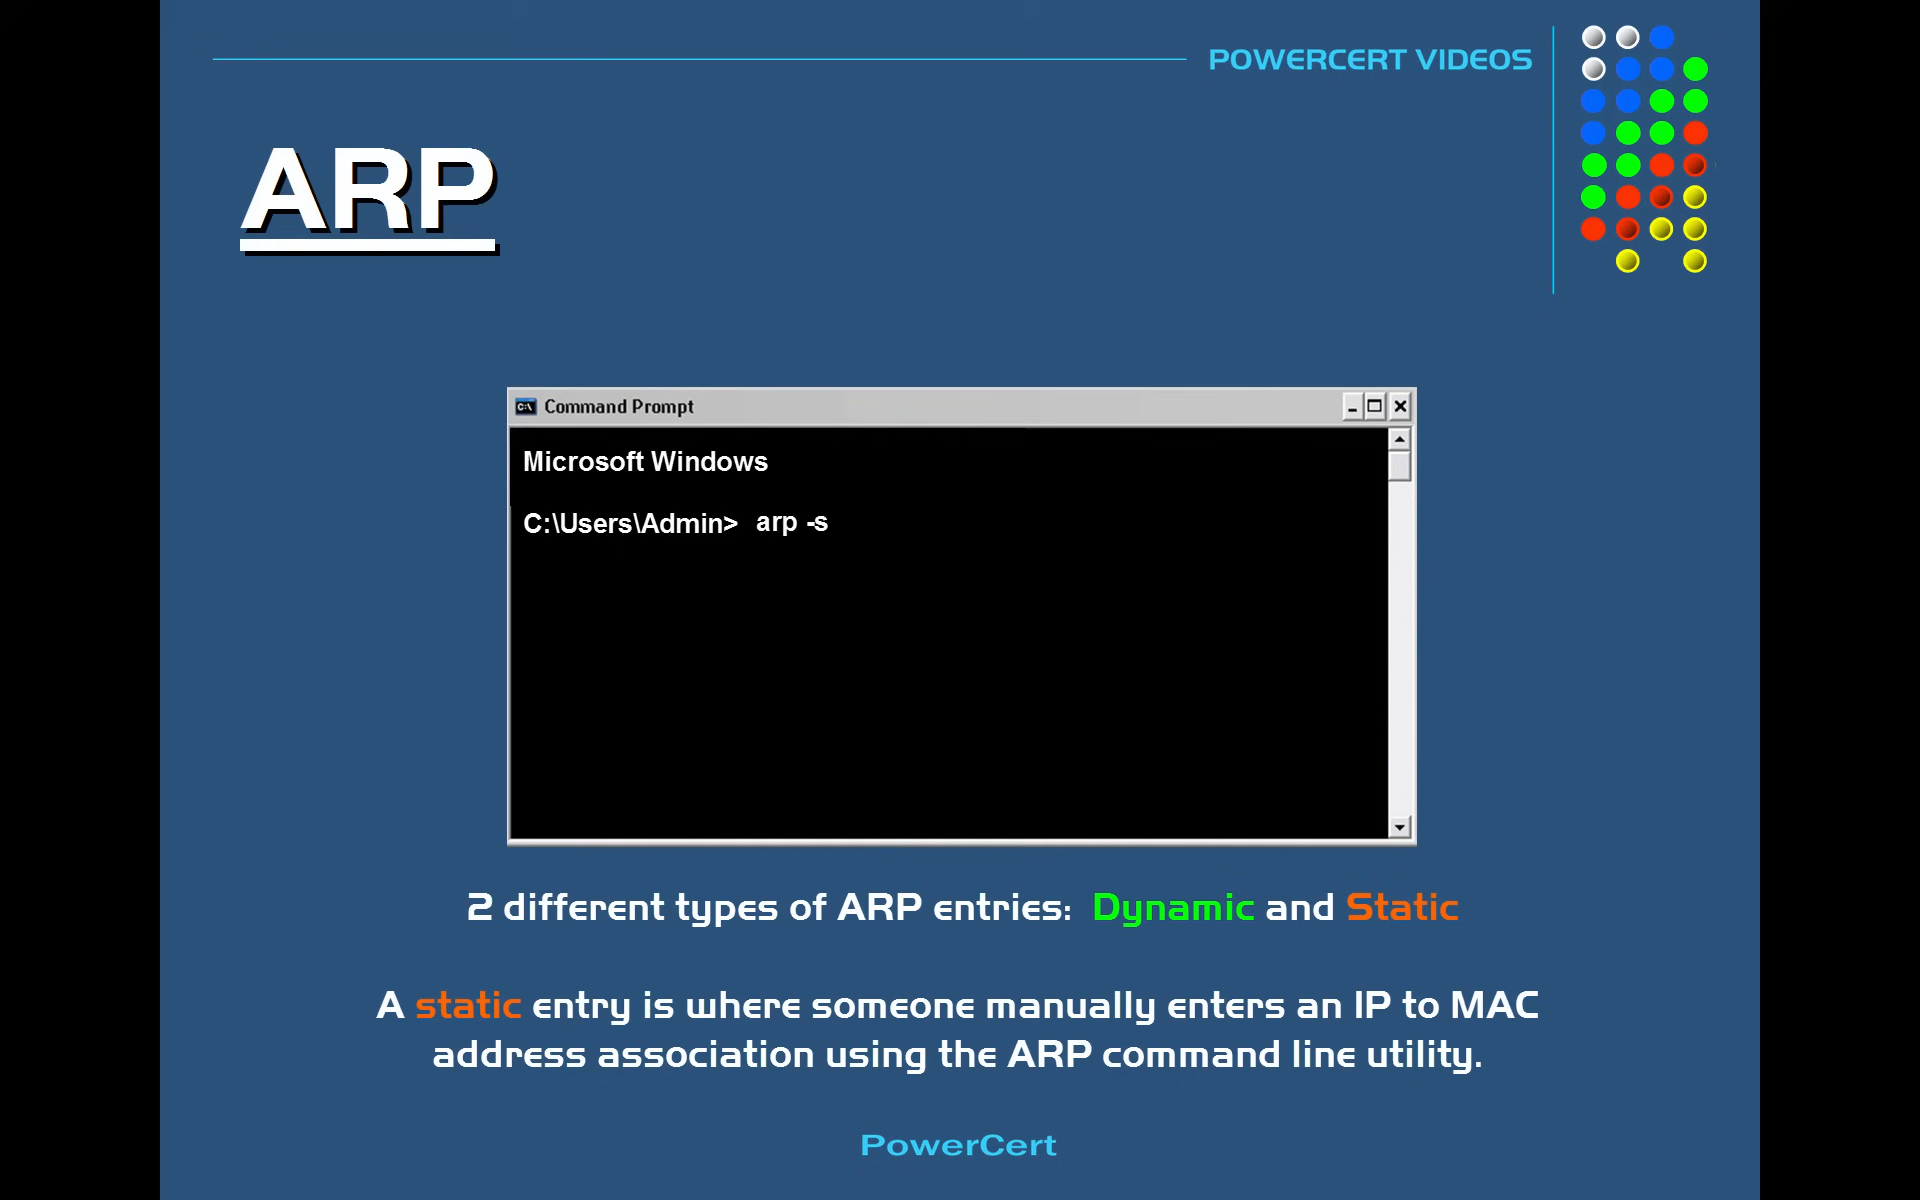 POWERCERT VIDEOS
ARP
C:\ Command Prompt
Microsoft Windows
C:\Users\Admin> arp -s
2 different types of ARP entries: Dynamic and Static
A static entry is where someone manually enters an IP to MAC
address association using the ARP command line utility.
PowerCert